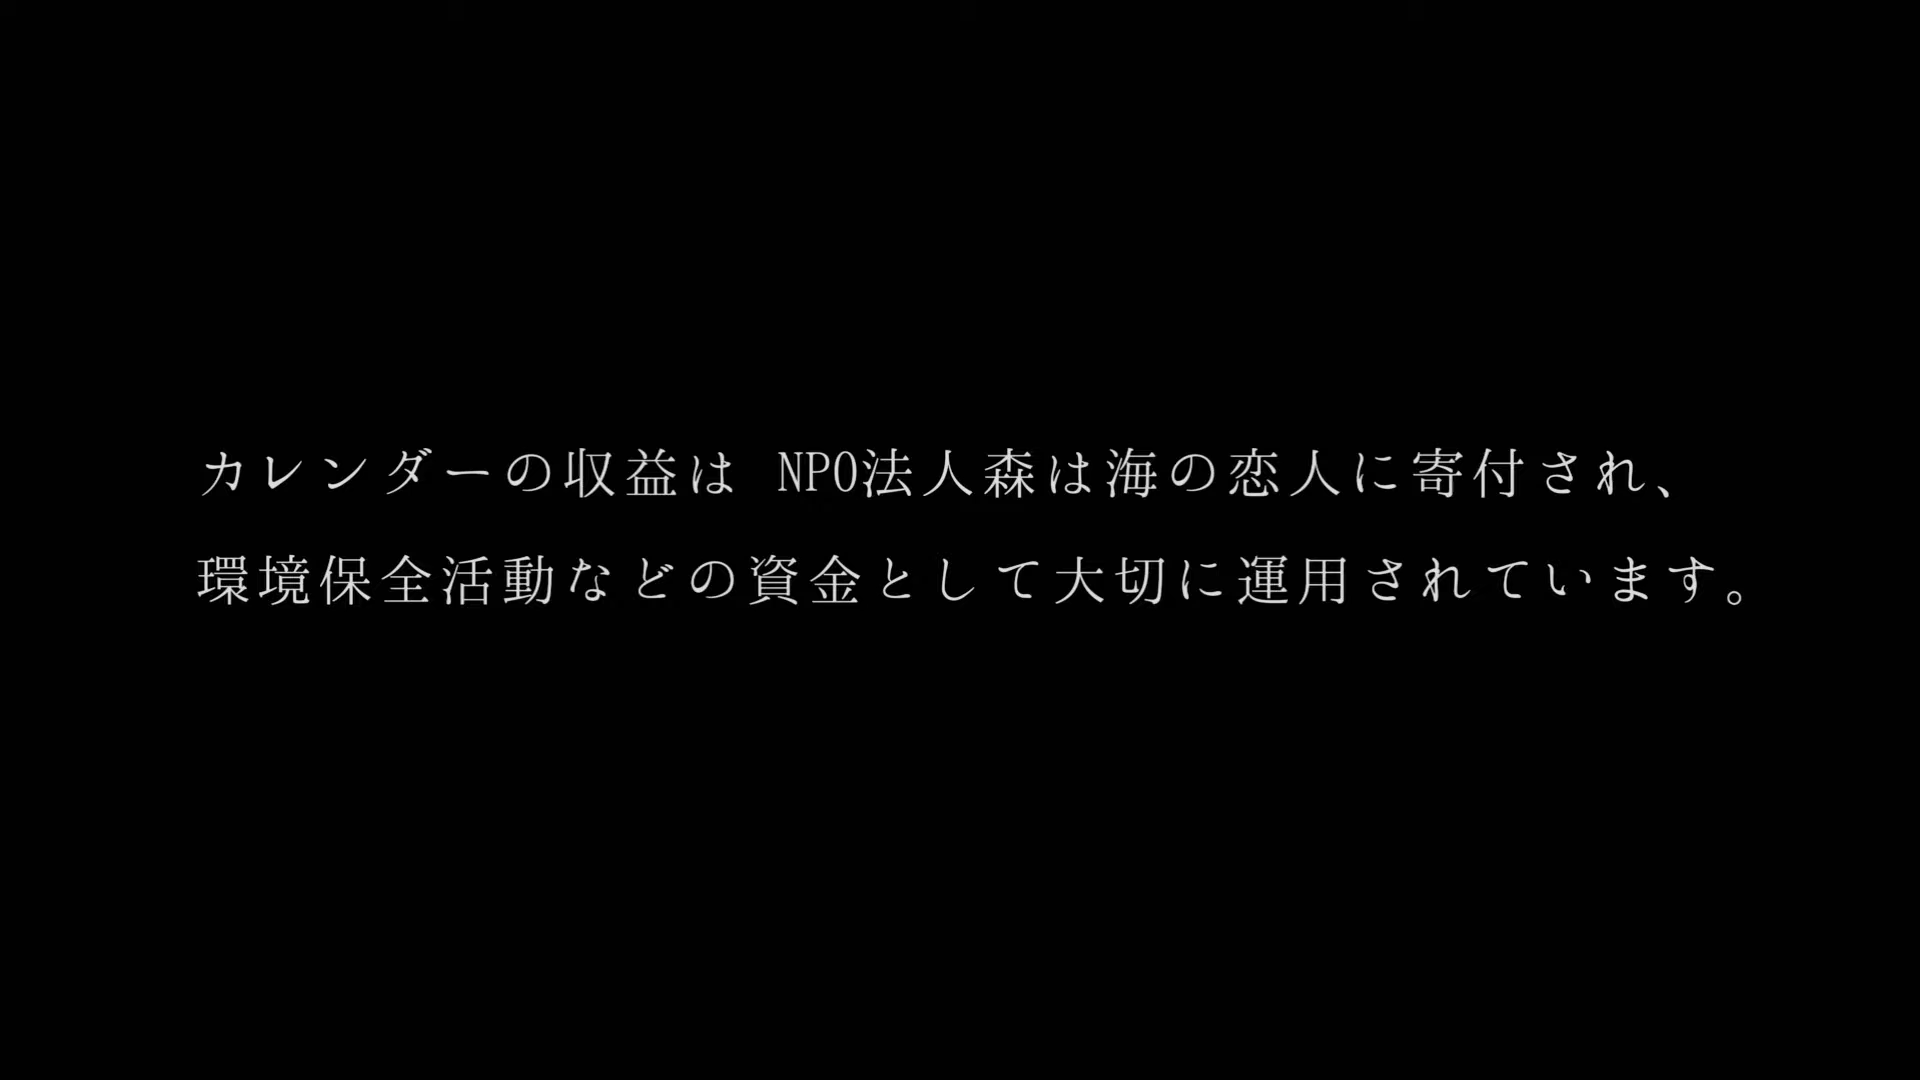 カレンダーの収益は NPO法人森は海の恋人に寄付され、
環境保全活動などの資金として大切に運用されています。